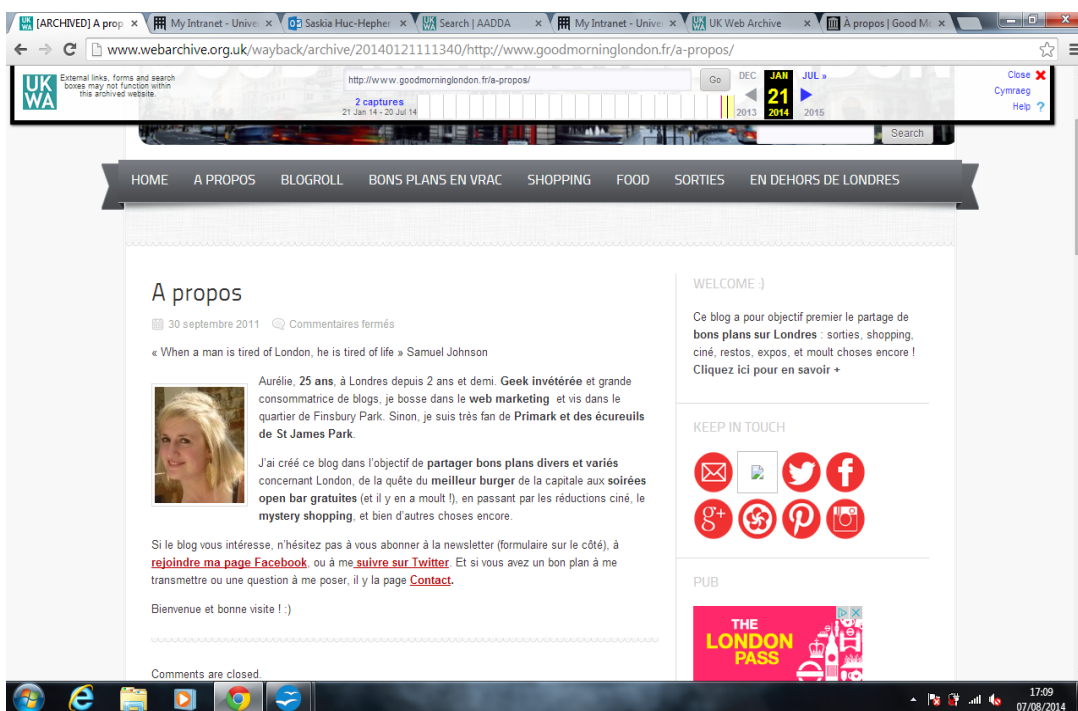 [ARCHIVED] A prop
My Intranet - Unive
Saskia Huc-Hepher
Search | AADDA
My Intranet - Unive
UK Web Archive
À propos | Good Mo
www.webarchive.org.uk/wayback/archive/20140121111340/http://www.goodmorninglondon.fr/a-propos/
UK
WA
External links, forms and search
boxes may not function within
this archived website.
http://www.goodmorninglondon.fr/a-propos/
Go
2 captures
21 Jan 14 - 20 Jul 14
DEC JAN JUL »
21
2013 2014 2015
Close
Cymraeg
Help ?
Search
HOME A PROPOS BLOGROLL BONS PLANS EN VRAC SHOPPING FOOD SORTIES EN DEHORS DE LONDRES
A propos
30 septembre 2011 Commentaires fermés
« When a man is tired of London, he is tired of life » Samuel Johnson
Aurélie, 25 ans, à Londres depuis 2 ans et demi. Geek invétérée et grande
consommatrice de blogs, je bosse dans le web marketing et vis dans le
quartier de Finsbury Park. Sinon, je suis très fan de Primark et des écureuils
de St James Park.
J'ai créé ce blog dans l'objectif de partager bons plans divers et variés
concernant London, de la quête du meilleur burger de la capitale aux soirées
open bar gratuites (et il y en a moult !), en passant par les réductions ciné, le
mystery shopping, et bien d'autres choses encore.
Si le blog vous intéresse, n'hésitez pas à vous abonner à la newsletter (formulaire sur le côté), à
rejoindre ma page Facebook, ou à me suivre sur Twitter. Et si vous avez un bon plan à me
transmettre ou une question à me poser, il y la page Contact.
Bienvenue et bonne visite ! :)
Comments are closed.
WELCOME :)
Ce blog a pour objectif premier le partage de
bons plans sur Londres : sorties, shopping,
ciné, restos, expos, et moult choses encore !
Cliquez ici pour en savoir +
KEEP IN TOUCH
f
g+
PUB
THE
LONDON
PASS
17:09
07/08/2014